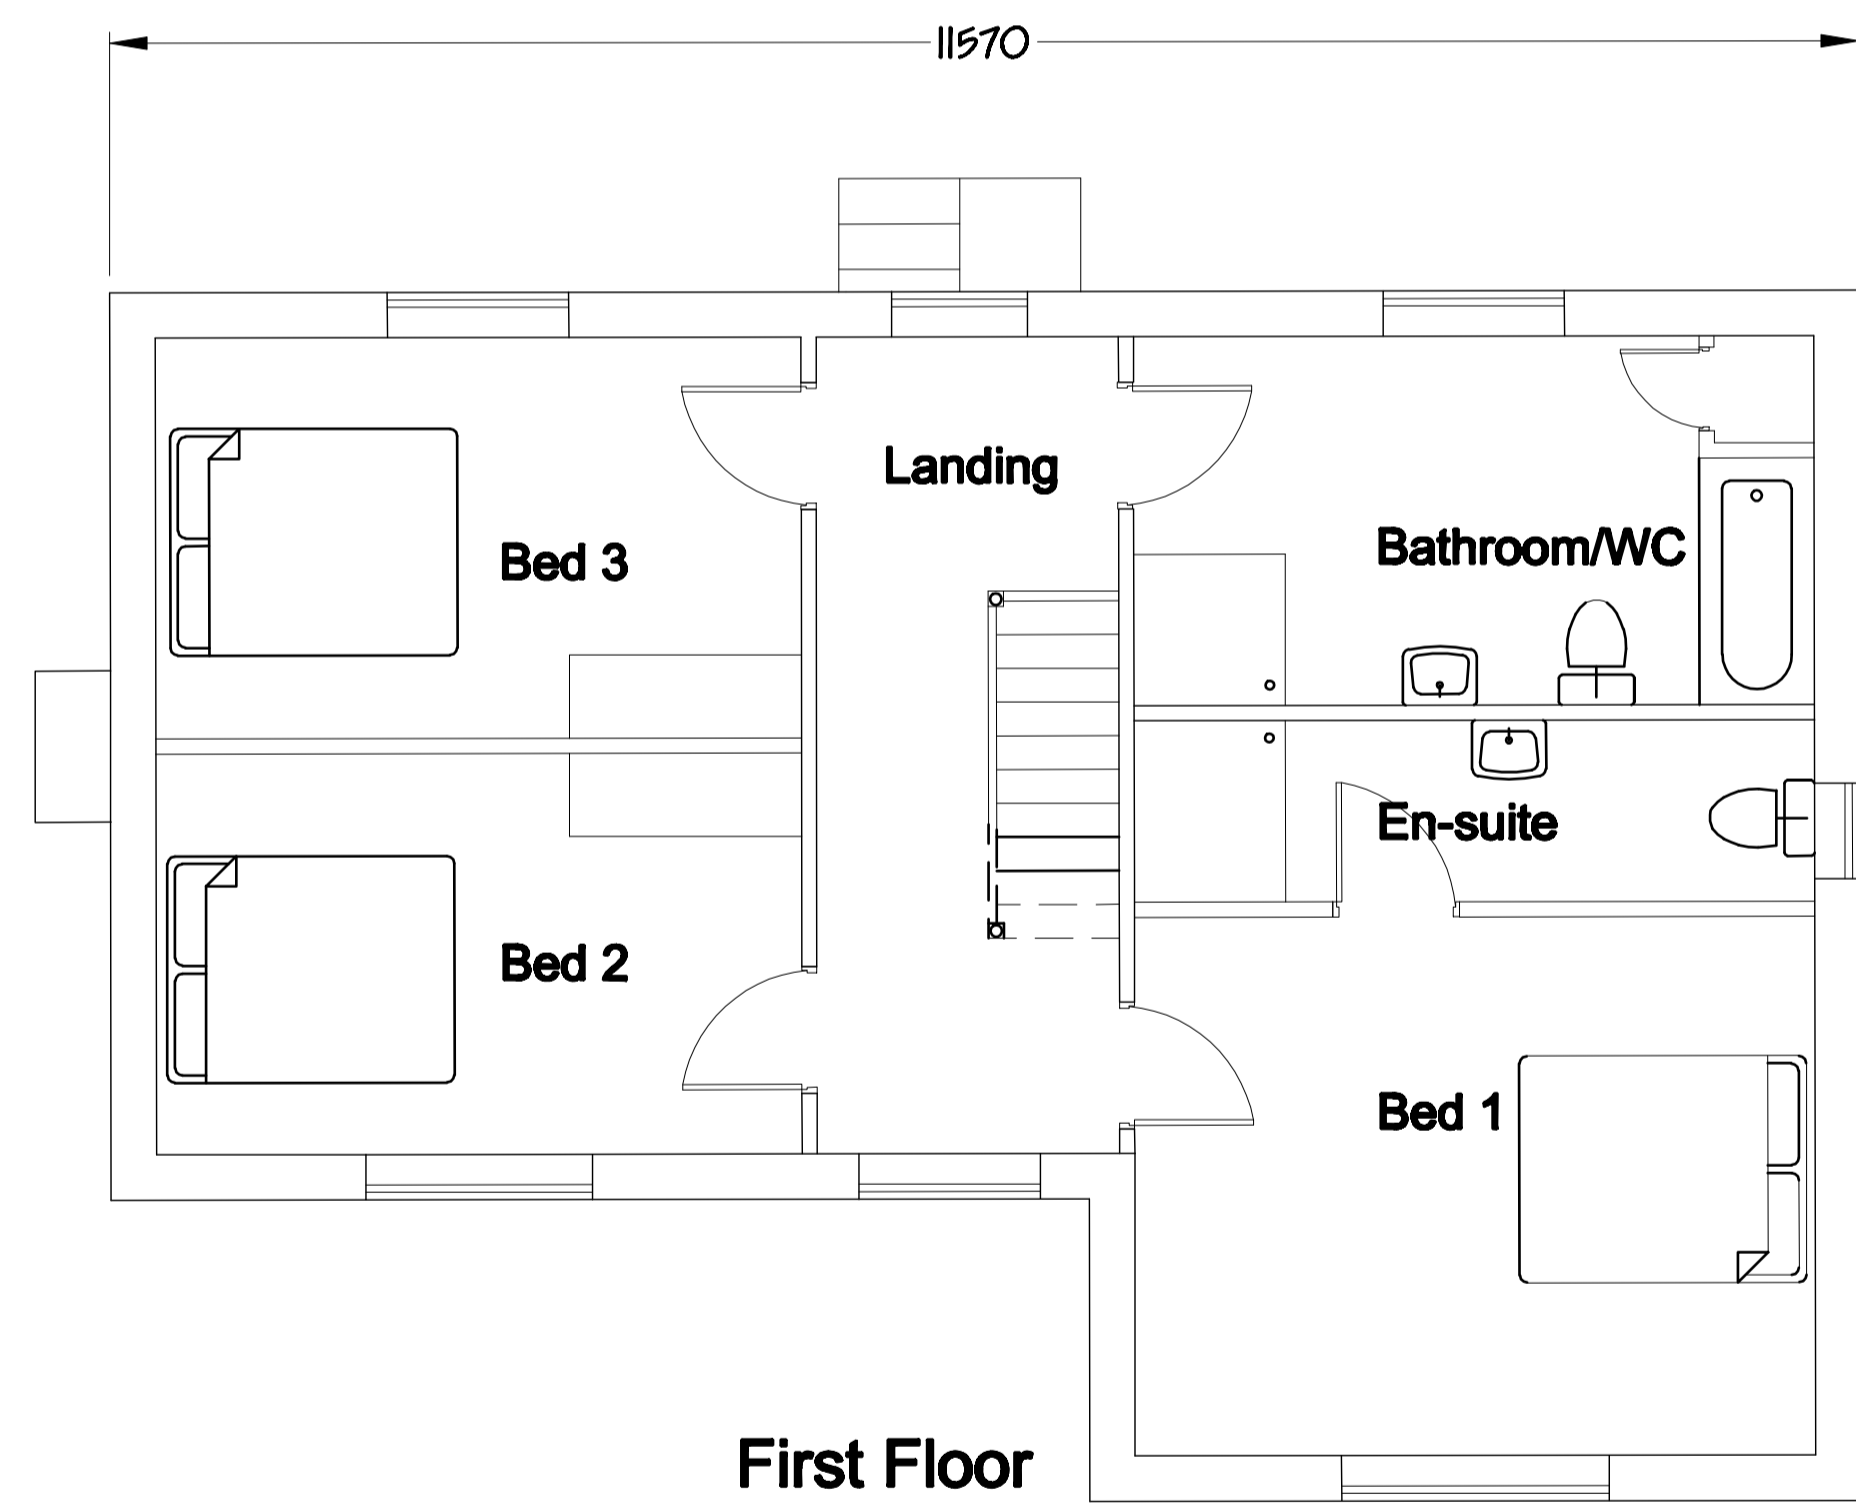 11570
Landing
Bed 3
Bathroom/WC
En-suite
Bed 2
Bed 1
First Floor